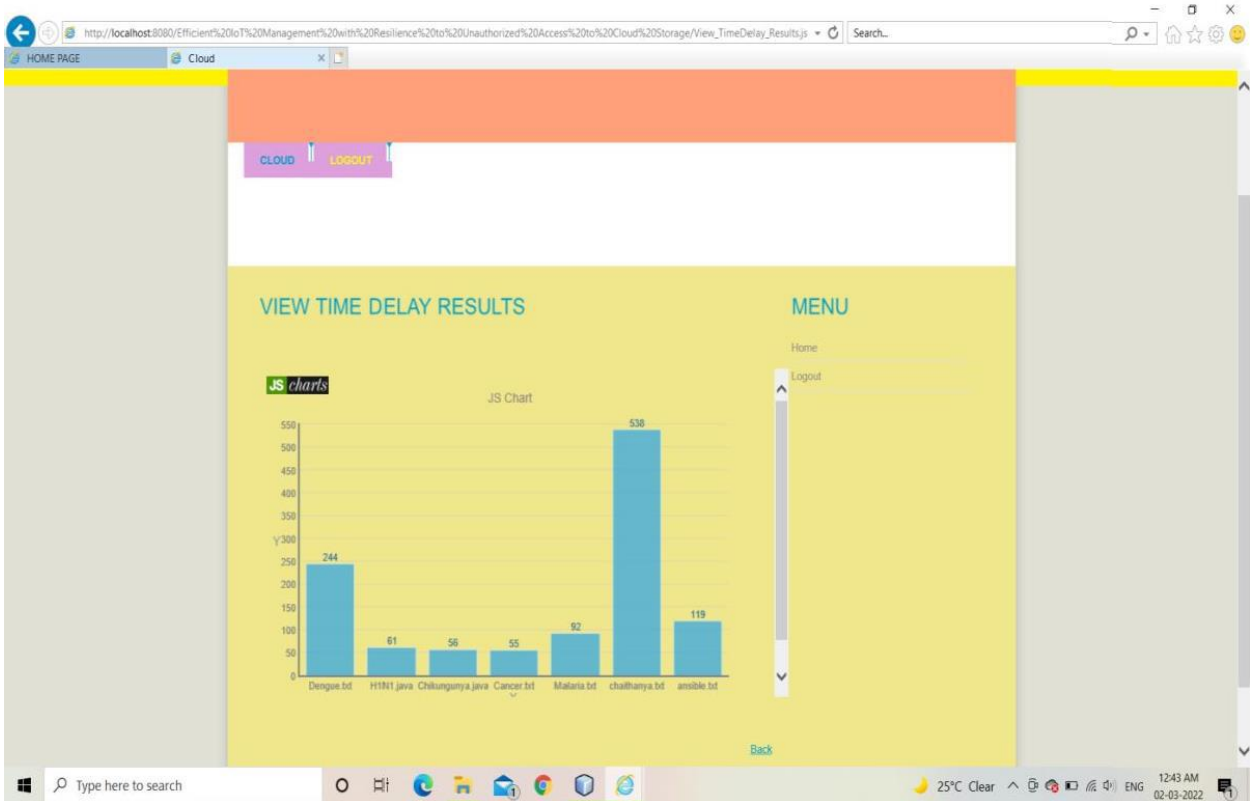 http://localhost:8080/Efficient%20IoT%20Management%20with%20Resilience%20to%20Unauthorized%20Access%20to%20Cloud%20Storage/View_TimeDelay_Results.js
Search...
HOME PAGE
Cloud
CLOUD
LOGOUT
VIEW TIME DELAY RESULTS
MENU
Home
Logout
JS charts
JS Chart
550
500
450
400
350
Y 300
250
200
150
100
50
0
244
61
56
55
92
538
119
Dengue.txt H1N1.java Chikungunya.java Cancer.txt Malaria.txt chaithanya.txt ansible.txt
X
Back
Type here to search
1
25°C Clear
ENG
12:43 AM
02-03-2022
1